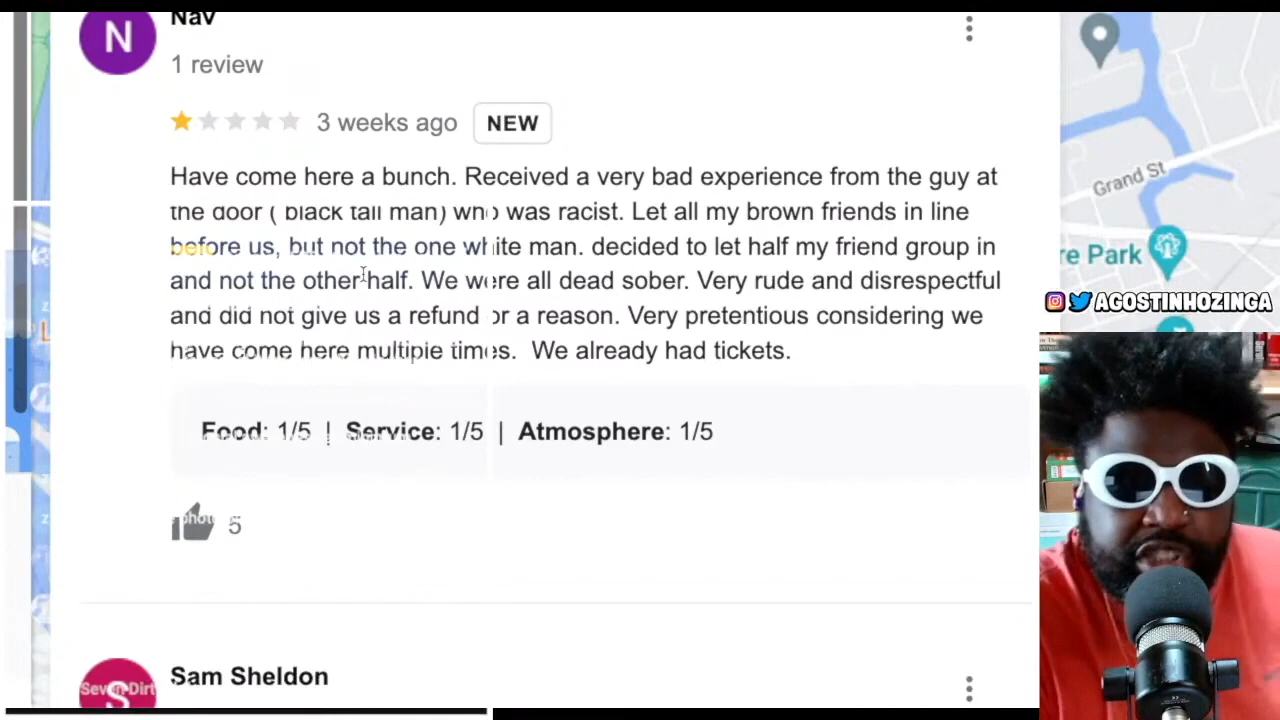 Nav
N
1 review
3 weeks ago NEW
Have come here a bunch. Received a very bad experience from the guy at
the door ( black tall man) who was racist. Let all my brown friends in line
before us, but not the one white man. decided to let half my friend group in
and not the other half. We were all dead sober. Very rude and disrespectful
and did not give us a refund or a reason. Very pretentious considering we
have come here multiple times. We already had tickets.
Food: 1/5 | Service: 1/5 | Atmosphere: 1/5
5
Sam Sheldon
S
Grand St
re Park
AGOSTINHOZINGA